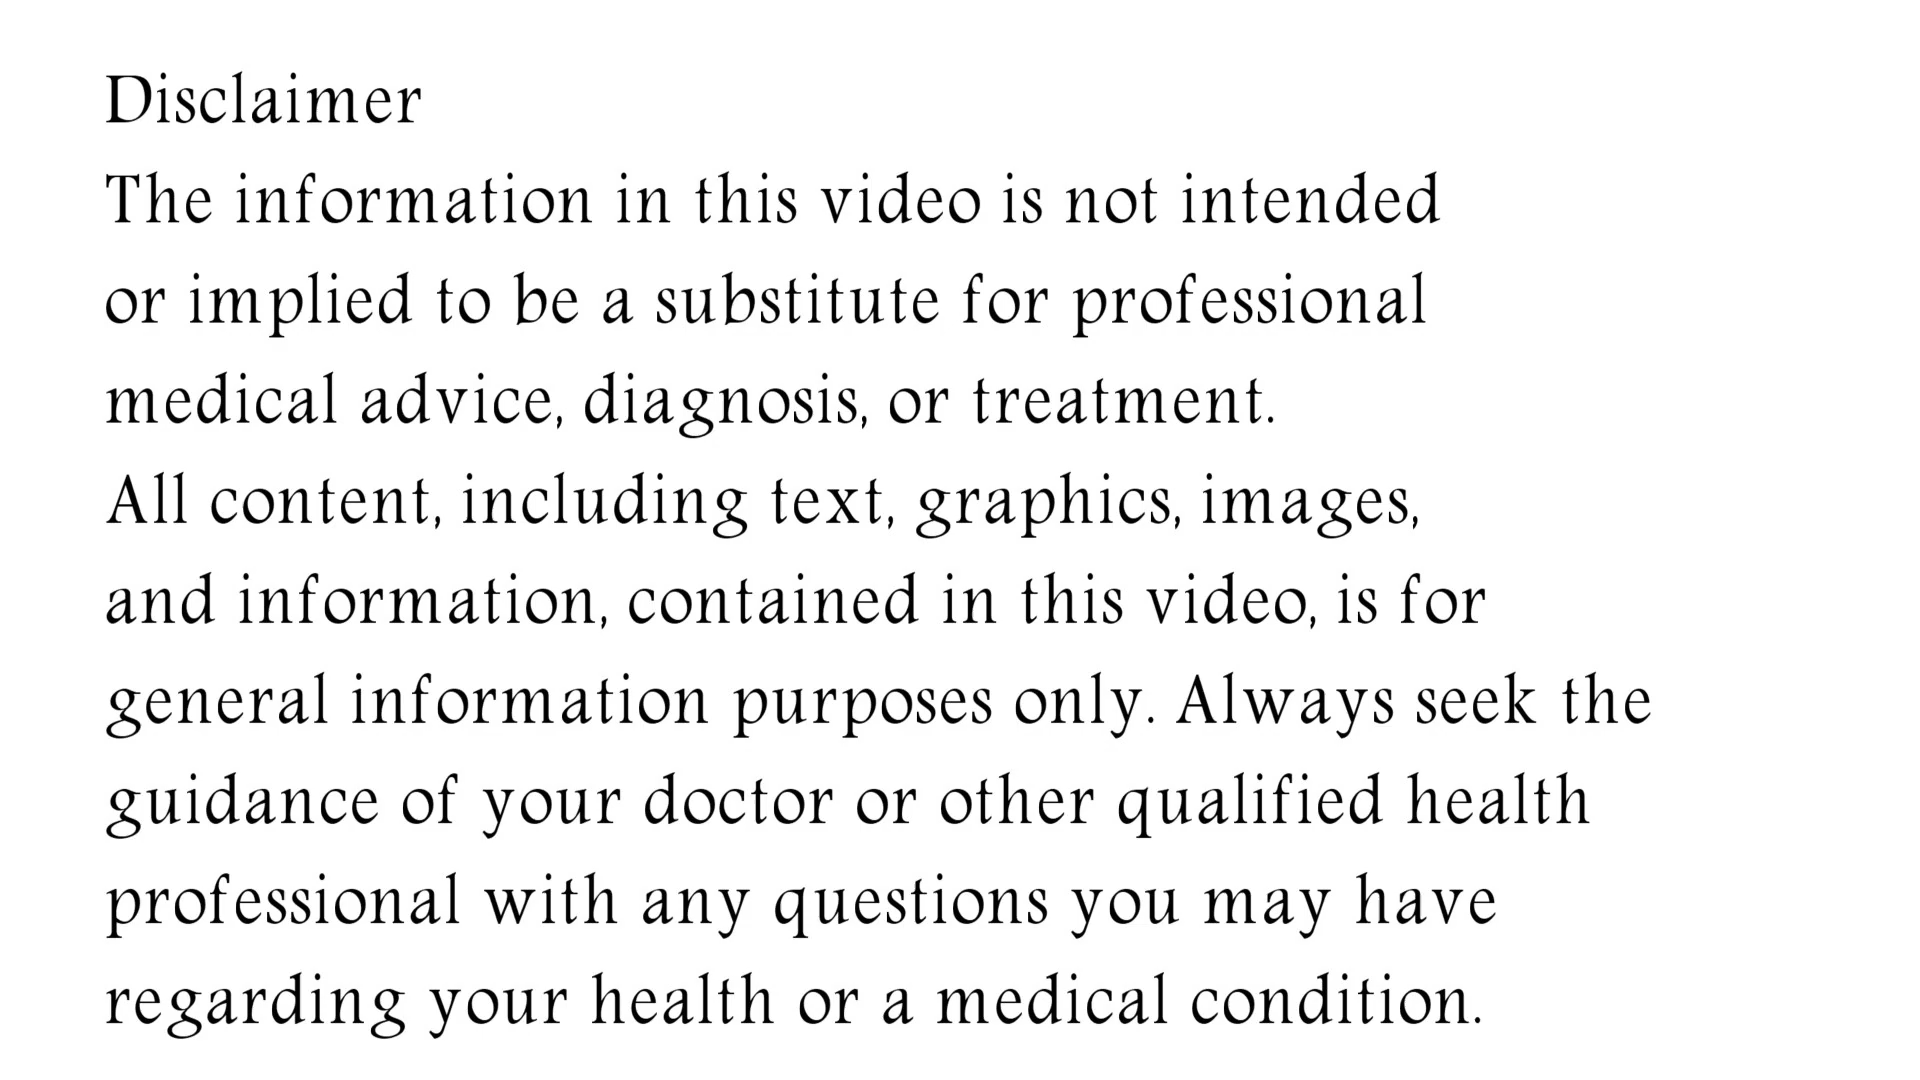 Disclaimer
The information in this video is not intended
or implied to be a substitute for professional
medical advice, diagnosis, or treatment.
All content, including text, graphics, images,
and information, contained in this video, is for
general information purposes only. Always seek the
guidance of your doctor or other qualified health
professional with any questions you may have
regarding your health or a medical condition.